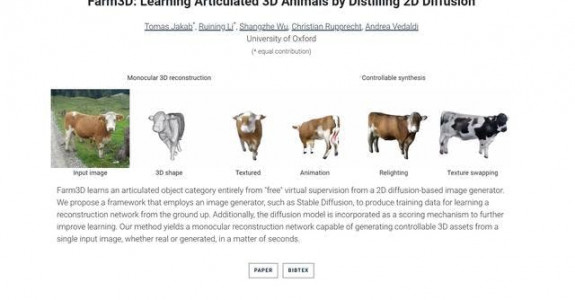 Farm3D: Learning Articulated 3D Animals by Distilling 2D Diffusion
Tomas Jakab*, Ruining Li*, Shangzhe Wu, Christian Rupprecht, Andrea Vedaldi
University of Oxford
(* equal contribution)
Monocular 3D reconstruction Controllable synthesis
Input image 3D shape Textured Animation Relighting Texture swapping
Farm3D learns an articulated object category entirely from "free" virtual supervision from a 2D diffusion-based image generator.
We propose a framework that employs an image generator, such as Stable Diffusion, to produce training data for learning a
reconstruction network from the ground up. Additionally, the diffusion model is incorporated as a scoring mechanism to further
improve learning. Our method yields a monocular reconstruction network capable of generating controllable 3D assets from a
single input image, whether real or generated, in a matter of seconds.
PAPER BIBTEX